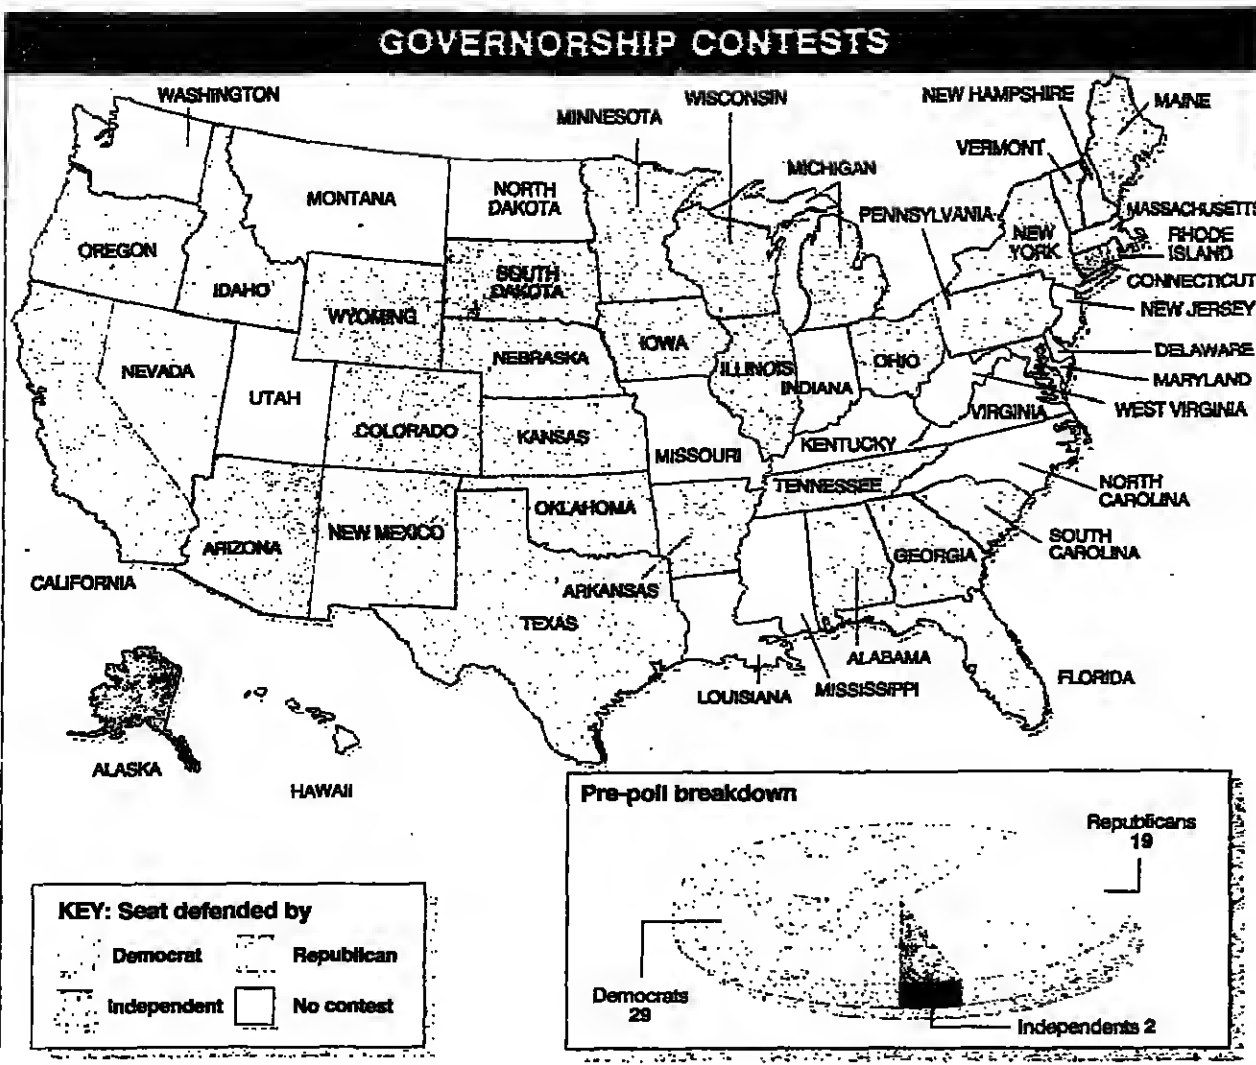 GOVERNORSHIP CONTESTS
WASHINGTON
WISCONSIN
NEW HAMPSHIRE
MAINE
MINNESOTA
VERMONT
MICHIGAN
MONTANA
NORTH
DAKOTA
PENNSYLVANIA
MASSACHUSETTS
OREGON
NEW
YORK
RHODE
ISLAND
IDAHO
SOUTH
DAKOTA
CONNECTICUT
WYOMING
NEW JERSEY
IOWA
DELAWARE
NEVADA
NEBRASKA
ILLINOIS
OHIO
MARYLAND
UTAH
INDIANA
VIRGINIA
WEST VIRGINIA
COLORADO
KANSAS
MISSOURI
KENTUCKY
TENNESSEE
NORTH
CAROLINA
ARIZONA
NEW MEXICO
OKLAHOMA
GEORGIA
SOUTH
CAROLINA
CALIFORNIA
ARKANSAS
TEXAS
ALABAMA
FLORIDA
LOUISIANA
MISSISSIPPI
ALASKA
HAWAII
Pre-poll breakdown
Republicans
19
Democrats
29
Independents 2
KEY: Seat defended by
Democrat
Republican
Independent
No contest